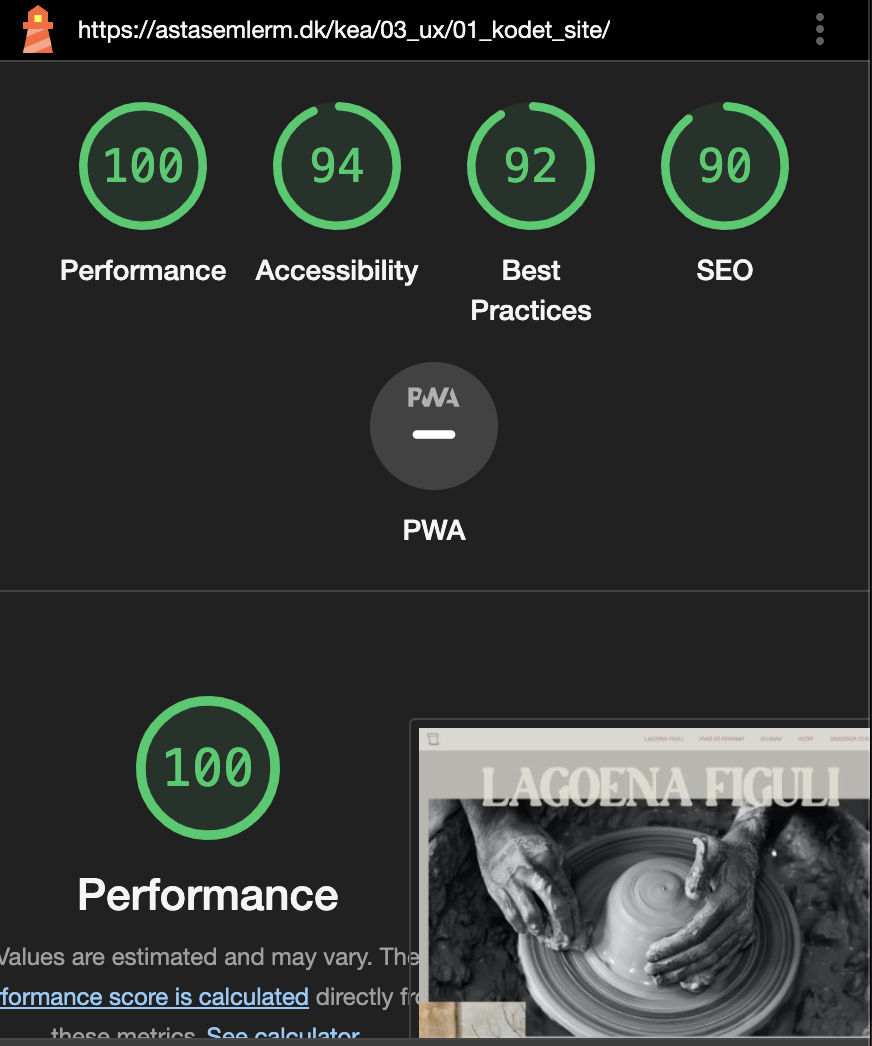 https://astasemlerm.dk/kea/03_ux/01_kodet_site/
100 94 92 90
Performance Accessibility Best Practices SEO
PWA
PWA
100
Performance
Values are estimated and may vary. The
formance score is calculated directly fro
these metrics. See calculator.
LAGOENA FIGULI
LAGOENA FIGULI